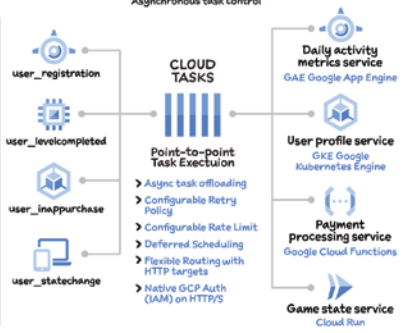 Asynchronous task control
user_registration
user_levelcompleted
user_inappurchase
user_statechange
CLOUD
TASKS
Point-to-point
Task Exectuion
Async task offloading
Configurable Retry
Policy
Configurable Rate Limit
Deferred Scheduling
Flexible Routing with
HTTP targets
Native GCP Auth
(IAM) on HTTP/S
Daily activity
metrics service
GAE Google App Engine
User profile service
GKE Google
Kubernetes Engine
Payment
processing service
Google Cloud Functions
Game state service
Cloud Run